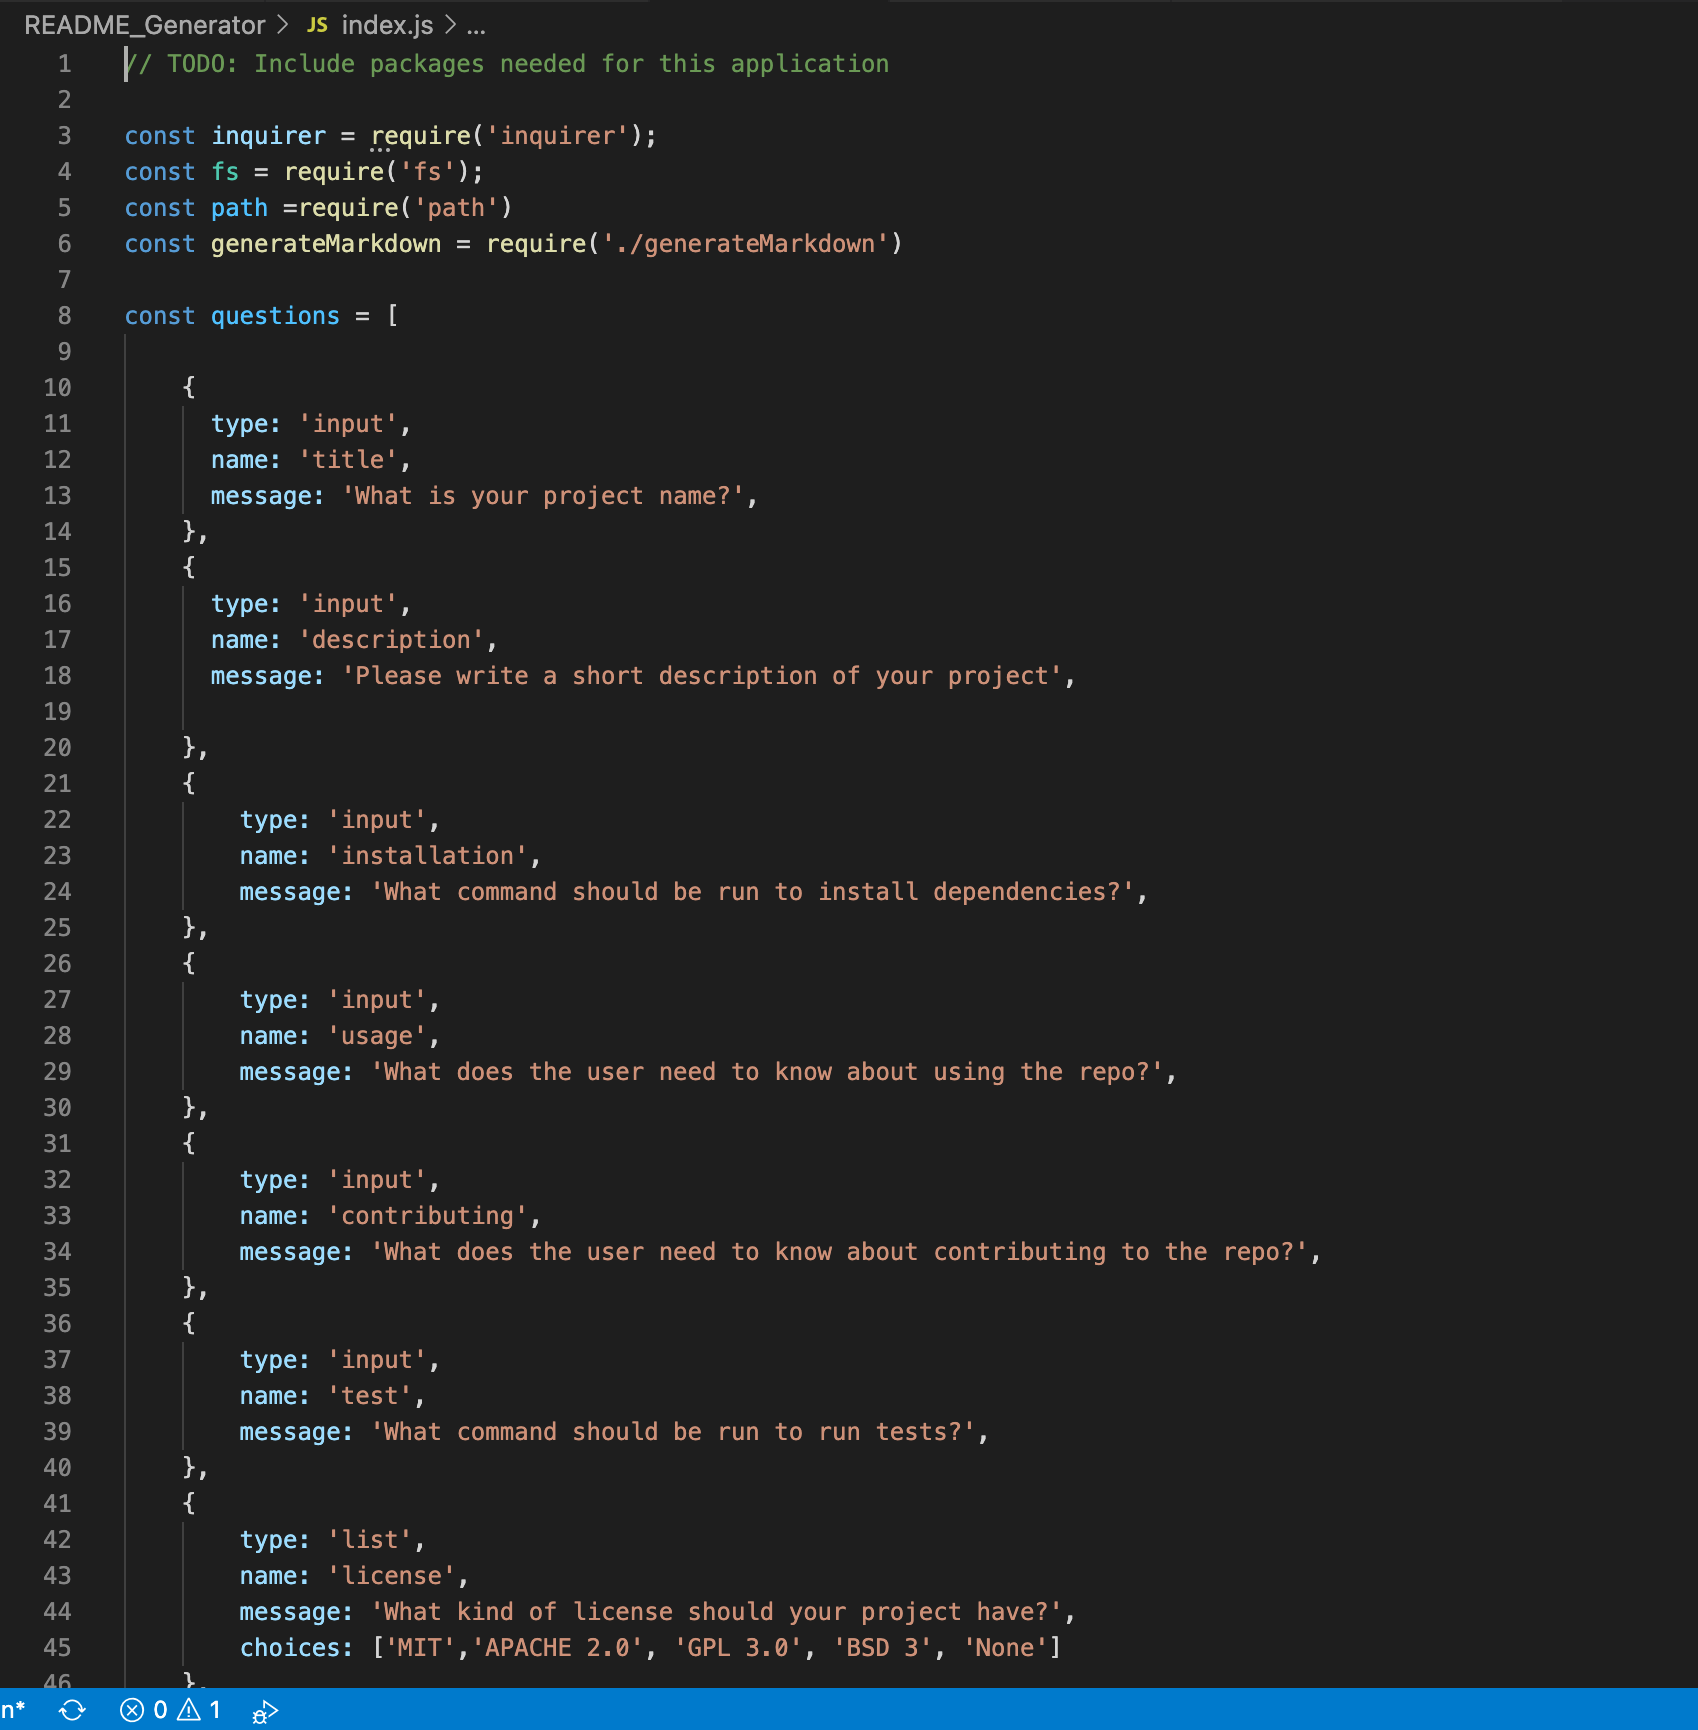 README_Generator > JS index.js > ...
1 // TODO: Include packages needed for this application
2
3 const inquirer = require('inquirer');
4 const fs = require('fs');
5 const path =require('path')
6 const generateMarkdown = require('./generateMarkdown')
7
8 const questions = [
9
10 {
11 type: 'input',
12 name: 'title',
13 message: 'What is your project name?',
14 },
15 {
16 type: 'input',
17 name: 'description',
18 message: 'Please write a short description of your project',
19
20 },
21 {
22 type: 'input',
23 name: 'installation',
24 message: 'What command should be run to install dependencies?',
25 },
26 {
27 type: 'input',
28 name: 'usage',
29 message: 'What does the user need to know about using the repo?',
30 },
31 {
32 type: 'input',
33 name: 'contributing',
34 message: 'What does the user need to know about contributing to the repo?',
35 },
36 {
37 type: 'input',
38 name: 'test',
39 message: 'What command should be run to run tests?',
40 },
41 {
42 type: 'list',
43 name: 'license',
44 message: 'What kind of license should your project have?',
45 choices: ['MIT','APACHE 2.0', 'GPL 3.0', 'BSD 3', 'None']
46 },
n* 0 1